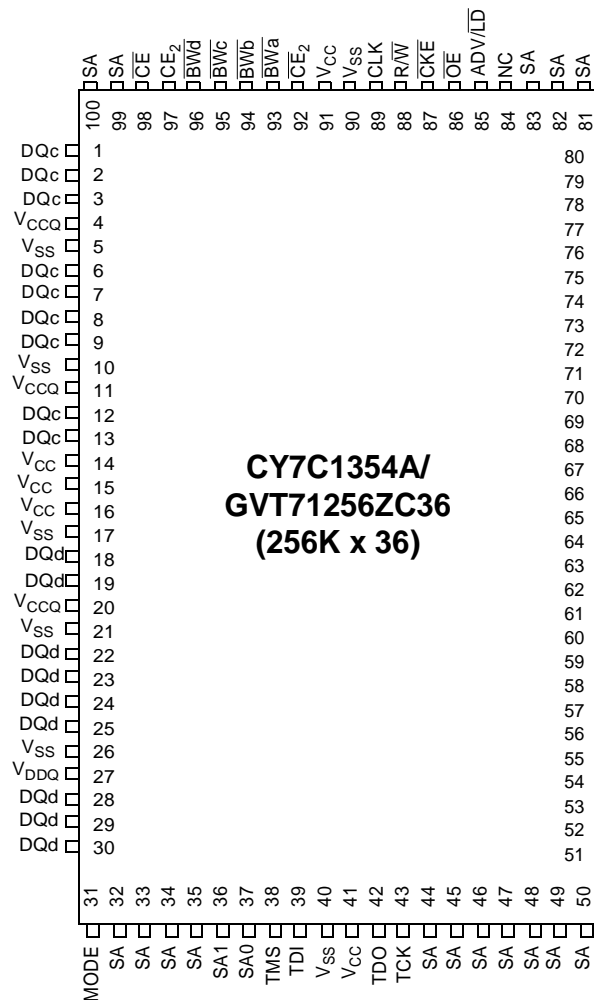 SA SA CE CE2 BWd BWc BWb BWa CE2 VCC VSS CLK R/W CKE OE ADV/LD NC SA SA SA
100 99 98 97 96 95 94 93 92 91 90 89 88 87 86 85 84 83 82 81
DQc 1 80
DQc 2 79
DQc 3 78
VCCQ 4 77
VSS 5 76
DQc 6 75
DQc 7 74
DQc 8 73
DQc 9 72
VSS 10 71
VCCQ 11 70
DQc 12 69
DQc 13 68
VCC 14 67
VCC 15 66
VCC 16 65
VSS 17 64
DQd 18 63
DQd 19 62
VCCQ 20 61
VSS 21 60
DQd 22 59
DQd 23 58
DQd 24 57
DQd 25 56
VSS 26 55
VDDQ 27 54
DQd 28 53
DQd 29 52
DQd 30 51
CY7C1354A/
GVT71256ZC36
(256K x 36)
31 32 33 34 35 36 37 38 39 40 41 42 43 44 45 46 47 48 49 50
MODE SA SA SA SA SA1 SA0 TMS TDI VSS VCC TDO TCK SA SA SA SA SA SA SA